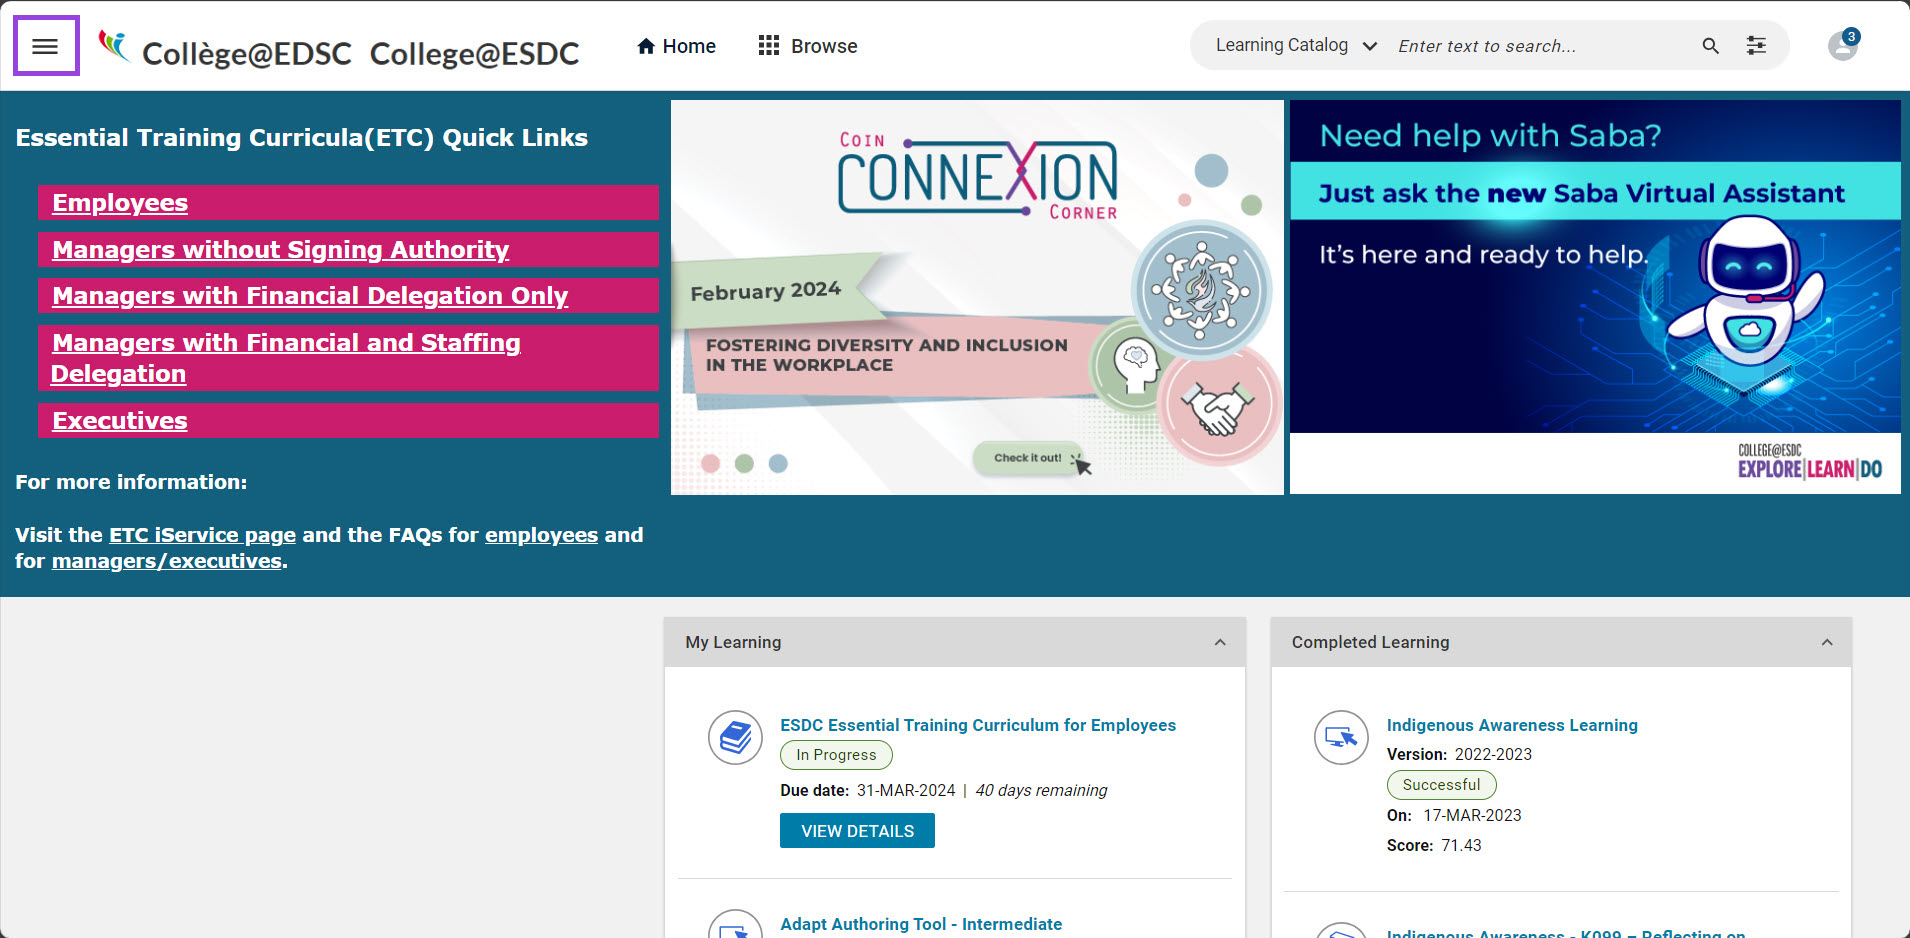 Collège@EDSC College@ESDC
Home
Browse
Learning Catalog
Enter text to search...
3
Essential Training Curricula(ETC) Quick Links
Employees
Managers without Signing Authority
Managers with Financial Delegation Only
Managers with Financial and Staffing
Delegation
Executives
For more information:
Visit the ETC iService page and the FAQs for employees and
for managers/executives.
COIN
CONNEXION
CORNER
February 2024
FOSTERING DIVERSITY AND INCLUSION
IN THE WORKPLACE
Check it out!
Need help with Saba?
Just ask the new Saba Virtual Assistant
It's here and ready to help.
COLLEGE@ESDC
EXPLORE|LEARN|DO
My Learning
ESDC Essential Training Curriculum for Employees
In Progress
Due date: 31-MAR-2024 | 40 days remaining
VIEW DETAILS
Adapt Authoring Tool - Intermediate
Completed Learning
Indigenous Awareness Learning
Version: 2022-2023
Successful
On: 17-MAR-2023
Score: 71.43
Indigenous Awareness - K099 – Reflecting on